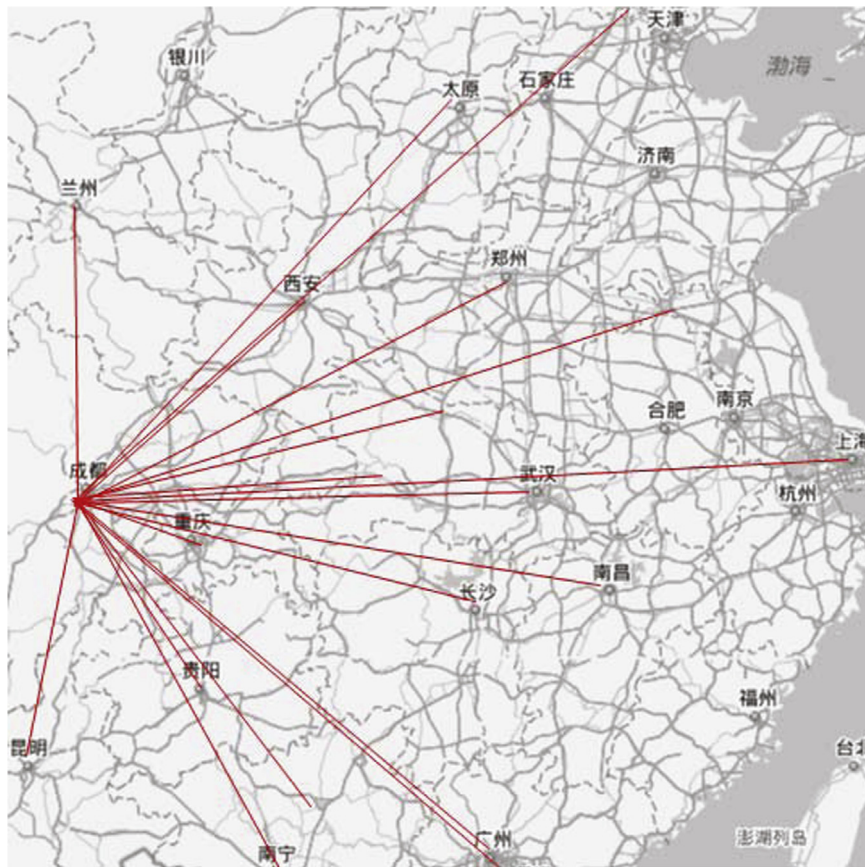 天津
银川
渤海
太原
石家庄
济南
兰州
郑州
西安
合肥
南京
成都
上海
武汉
杭州
重庆
南昌
长沙
贵阳
福州
昆明
台北
广州
澎湖列岛
南宁